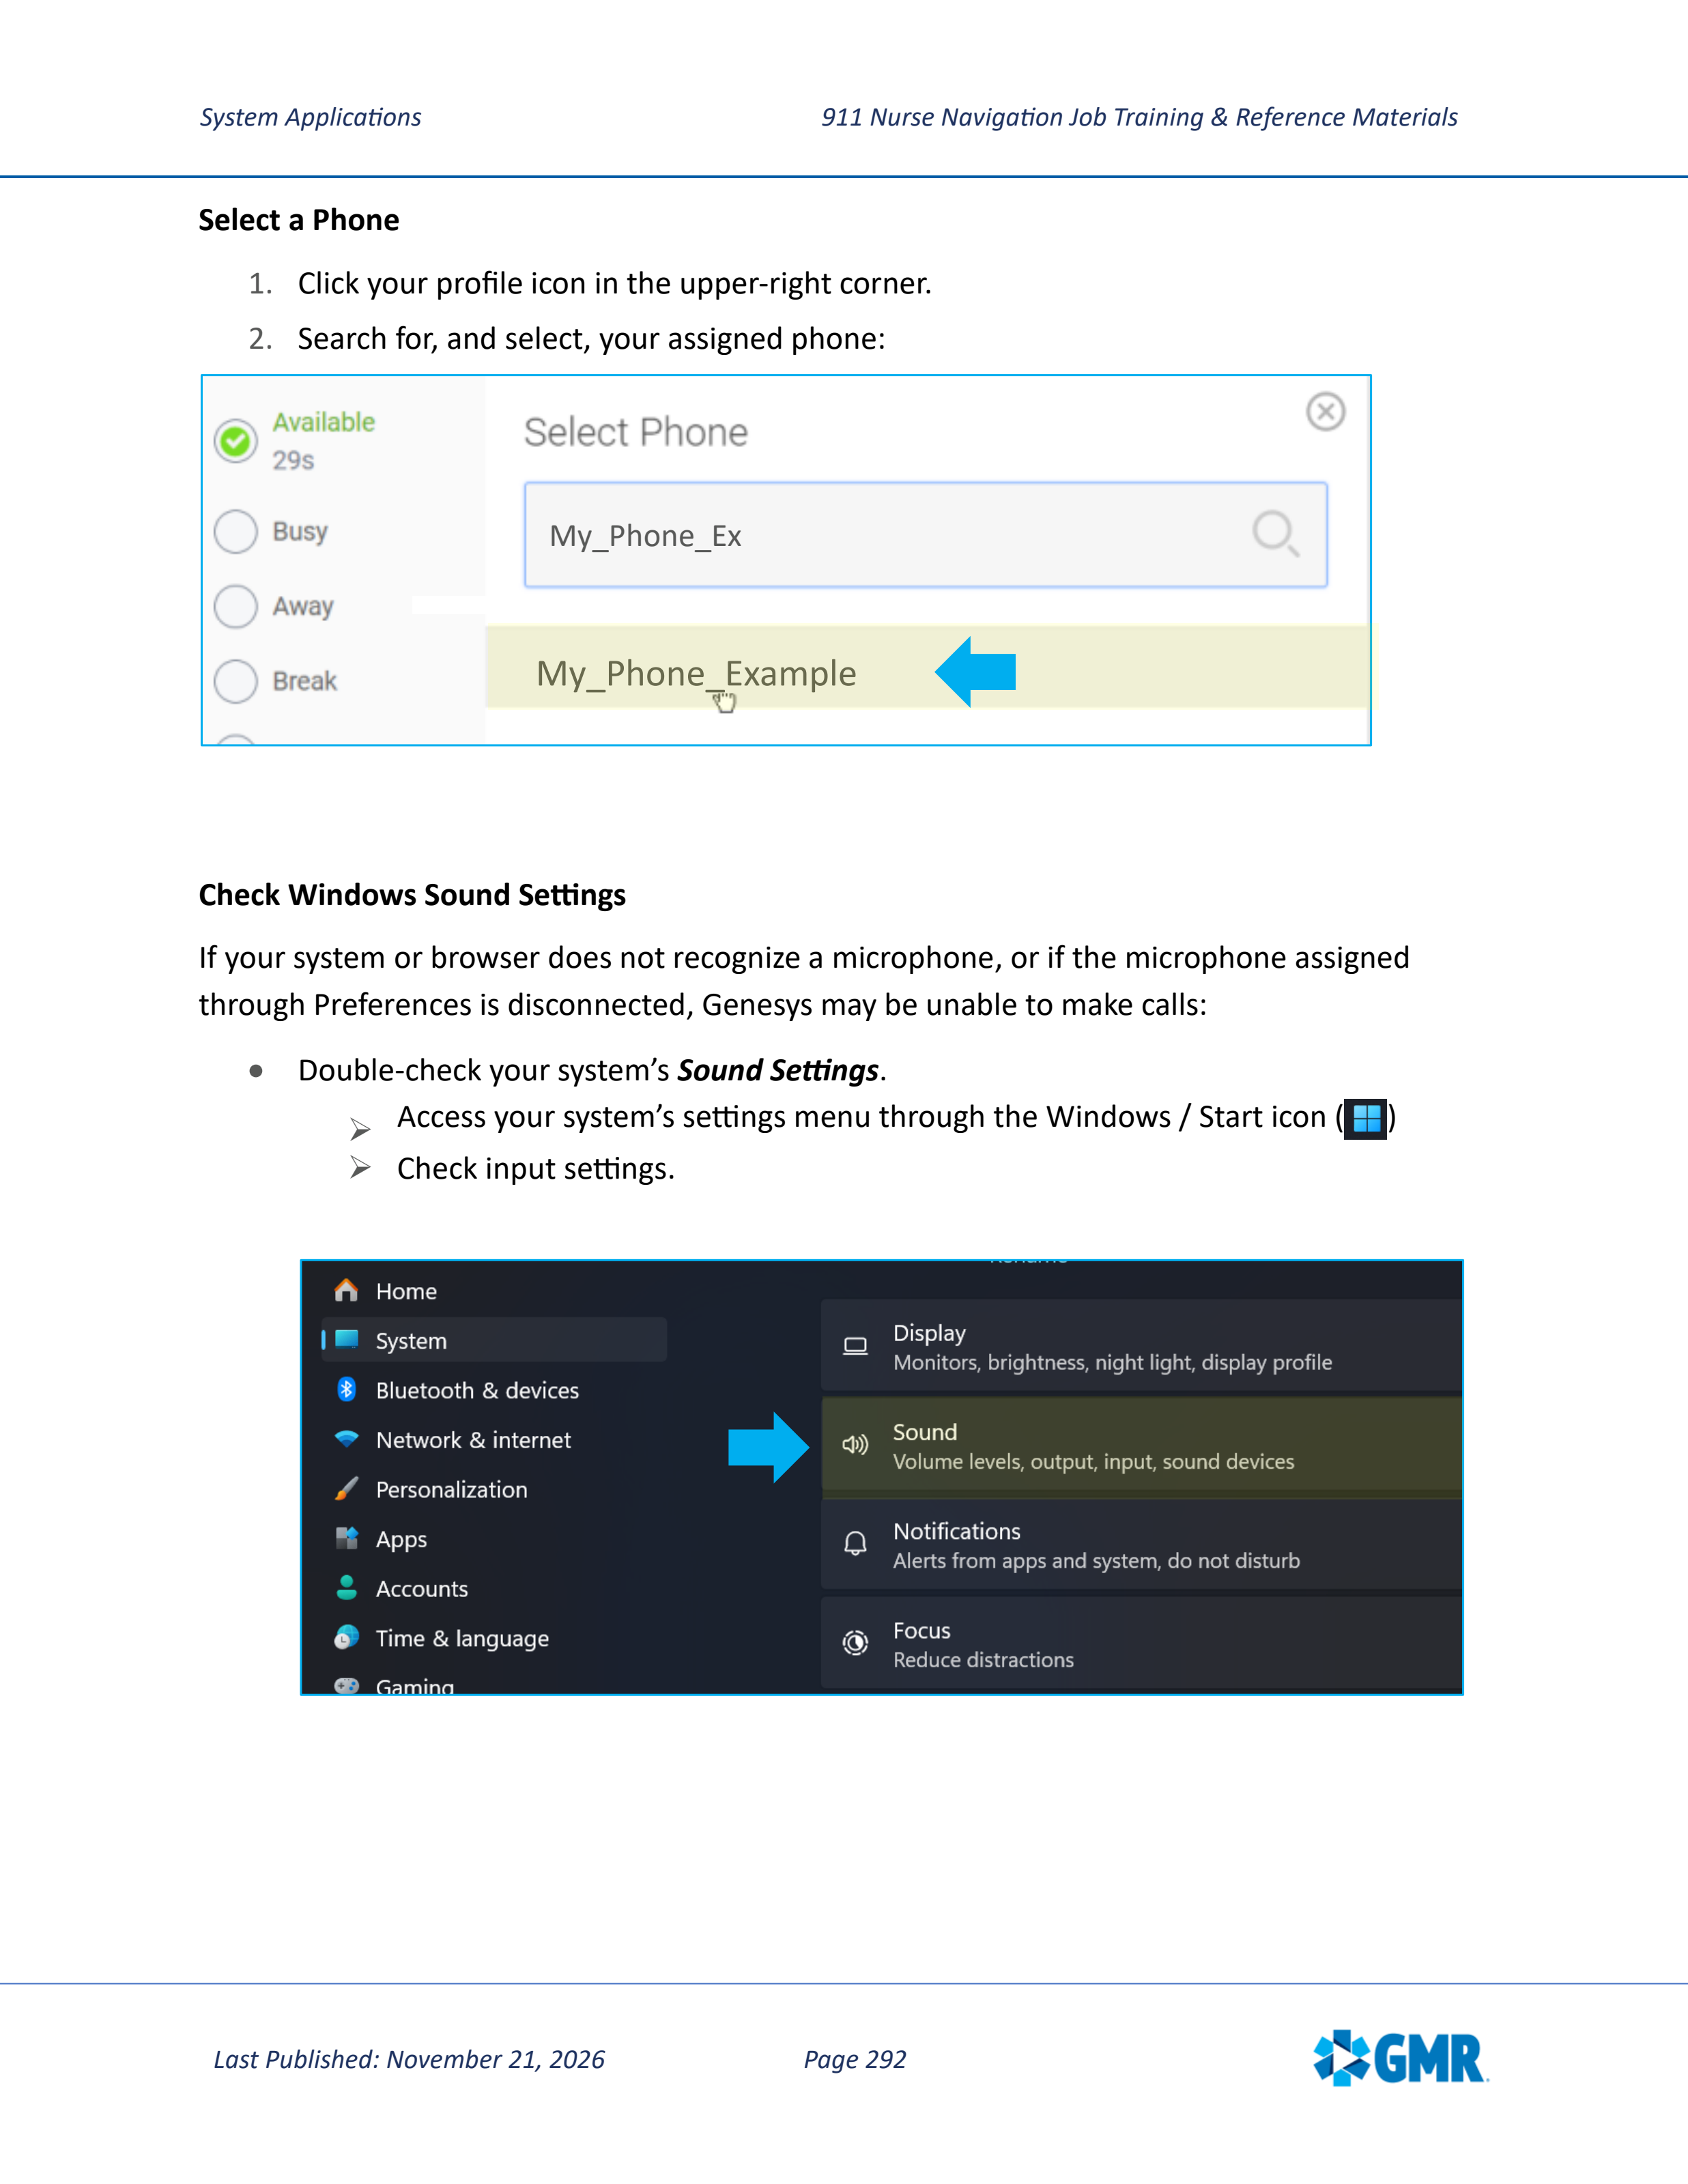 System Applications
911 Nurse Navigation Job Training & Reference Materials
Select a Phone
1. Click your profile icon in the upper-right corner.
2. Search for, and select, your assigned phone:
Available
29s
Busy
Away
Break
Select Phone
My_Phone_Ex
My_Phone_Example
Check Windows Sound Settings
If your system or browser does not recognize a microphone, or if the microphone assigned
through Preferences is disconnected, Genesys may be unable to make calls:
● Double-check your system’s Sound Settings.
➢ Access your system’s settings menu through the Windows / Start icon ( )
➢ Check input settings.
Home
System
Bluetooth & devices
Network & internet
Personalization
Apps
Accounts
Time & language
Gaming
Display
Monitors, brightness, night light, display profile
Sound
Volume levels, output, input, sound devices
Notifications
Alerts from apps and system, do not disturb
Focus
Reduce distractions
Last Published: November 21, 2026
Page 292
GMR